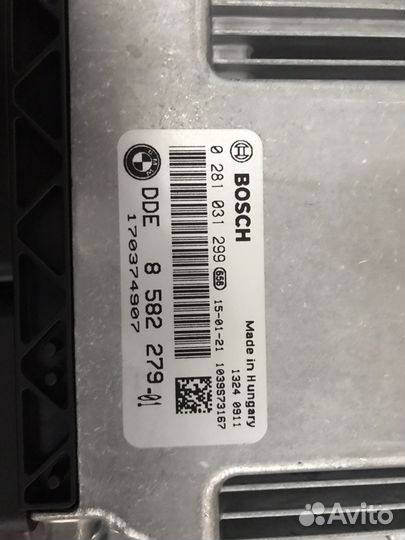 BOSCH
0 281 031 299 656
15-01-21 1039S73167
Made in Hungary
1324 0911
BMW
DDE 8 582 279-01
170374907
Avito